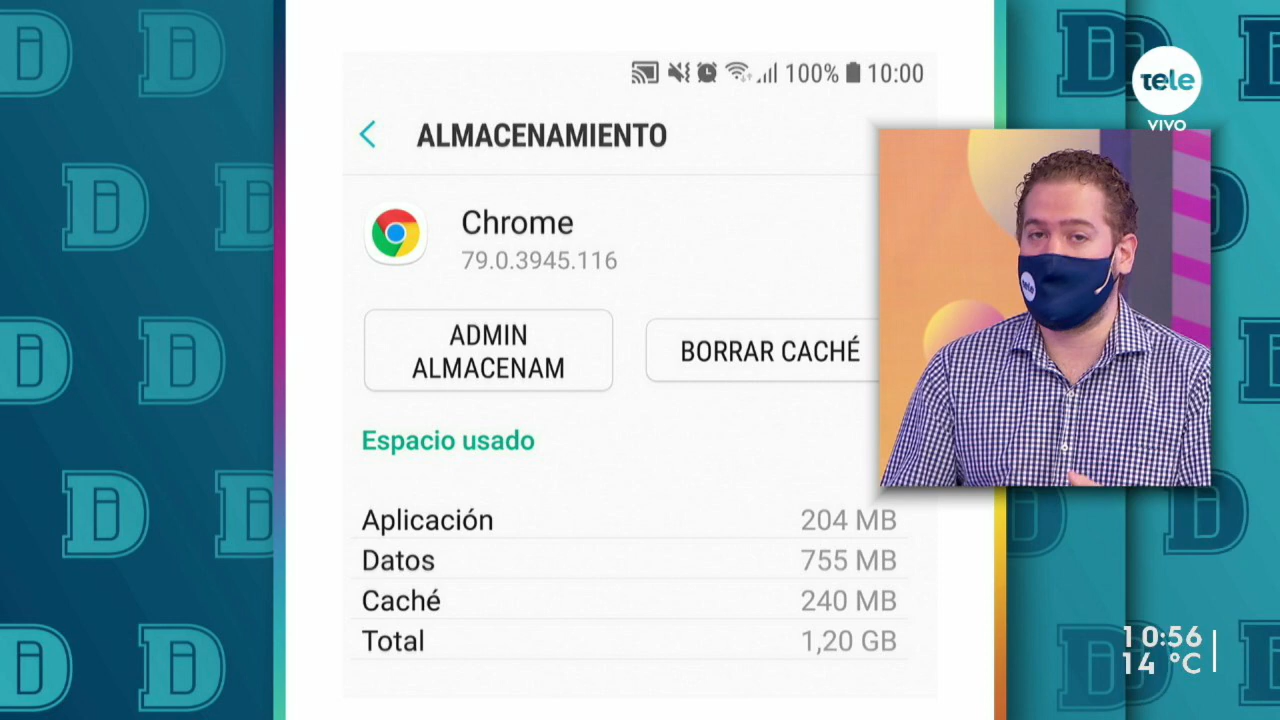 100% 10:00
ALMACENAMIENTO
Chrome
79.0.3945.116
ADMIN
ALMACENAM
BORRAR CACHÉ
Espacio usado
Aplicación 204 MB
Datos 755 MB
Caché 240 MB
Total 1,20 GB
tele
VIVO
tele
10:56
14 °C